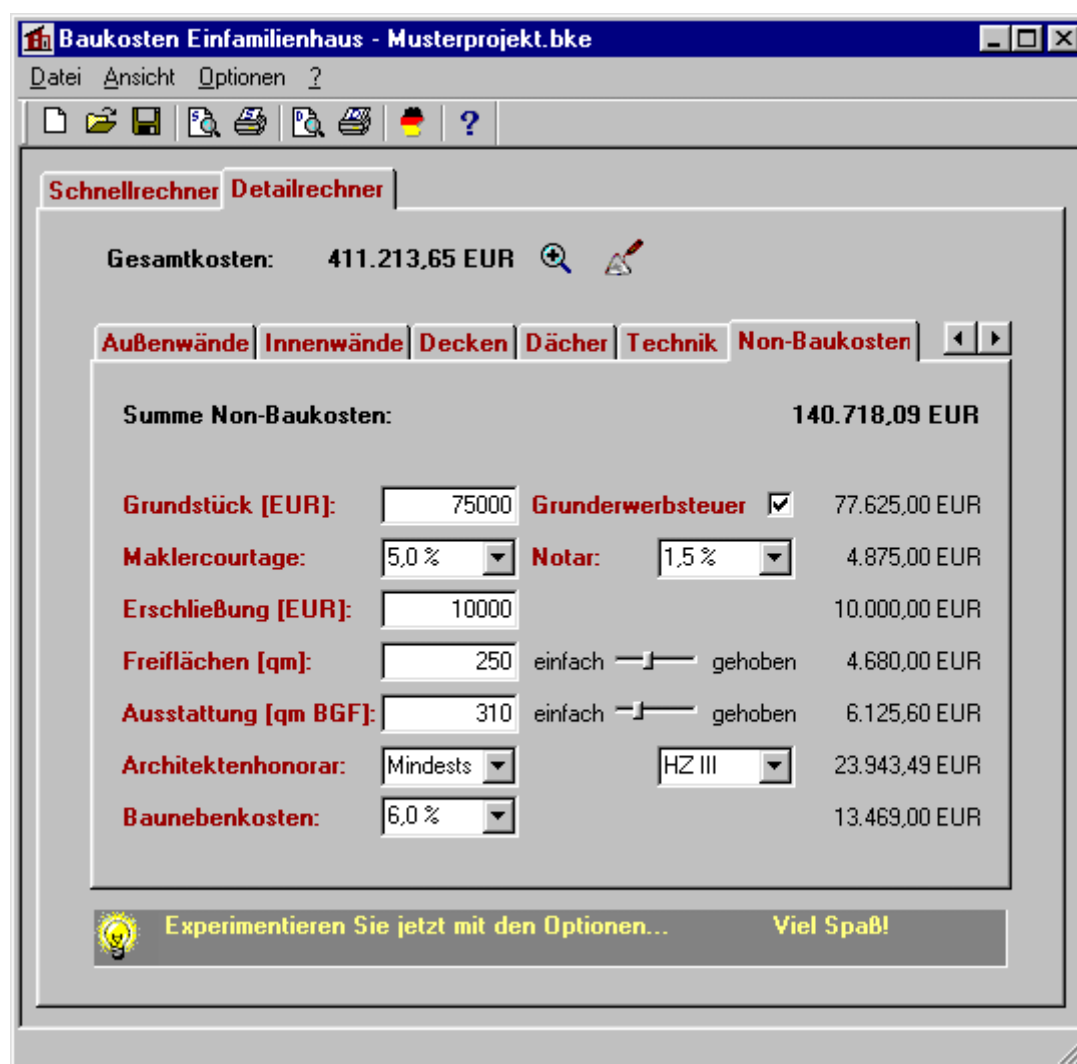 Baukosten Einfamilienhaus - Musterprojekt.bke
Datei Ansicht Optionen ?
Schnellrechner Detailrechner
Gesamtkosten: 411.213,65 EUR
Außenwände Innenwände Decken Dächer Technik Non-Baukosten
Summe Non-Baukosten: 140.718,09 EUR
Grundstück [EUR]: 75000 Grunderwerbsteuer 77.625,00 EUR
Maklercourtage: 5,0 % Notar: 1,5 % 4.875,00 EUR
Erschließung [EUR]: 10000 10.000,00 EUR
Freiflächen [qm]: 250 einfach gehoben 4.680,00 EUR
Ausstattung [qm BGF]: 310 einfach gehoben 6.125,60 EUR
Architektenhonorar: Mindests HZ III 23.943,49 EUR
Baunebenkosten: 6,0 % 13.469,00 EUR
Experimentieren Sie jetzt mit den Optionen... Viel Spaß!